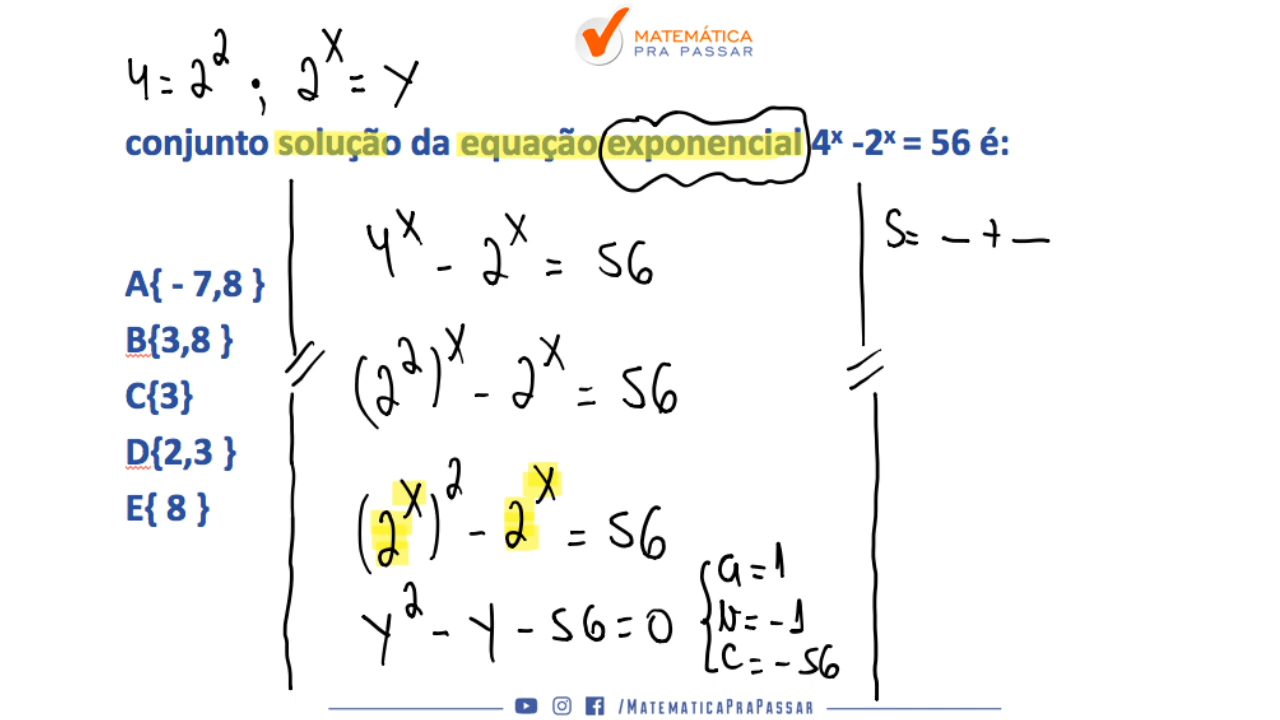 MATEMÁTICA
PRA PASSAR
4 = 2² ; 2ˣ = y
conjunto solução da equação exponencial 4ˣ -2ˣ = 56 é:
A{ - 7,8 }
B{3,8 }
C{3}
D{2,3 }
E{ 8 }
4ˣ - 2ˣ = 56
(2²)ˣ - 2ˣ = 56
(2ˣ)² - 2ˣ = 56
y² - y - 56 = 0
a = 1
b = - 1
c = - 56
S = _ + _
/MATEMATICAPRAPASSAR